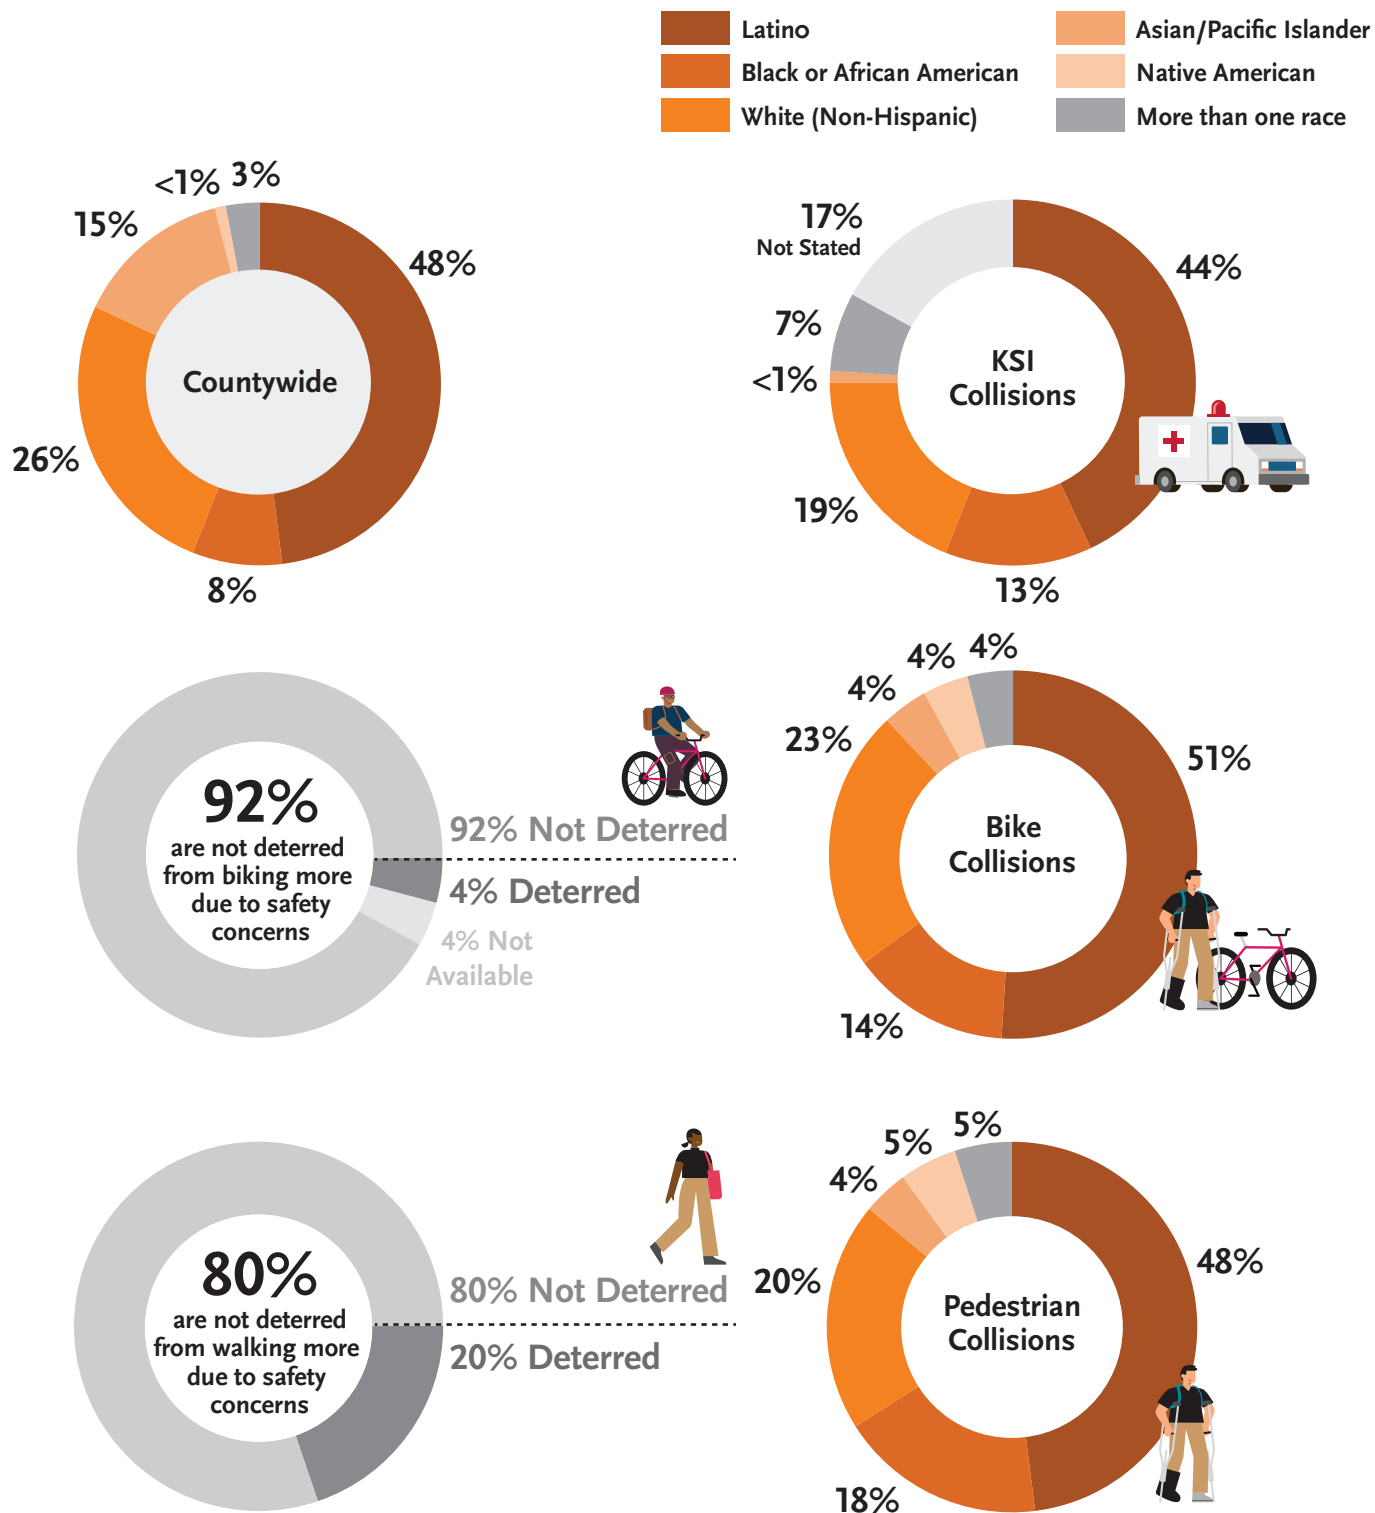 Latino
Black or African American
White (Non-Hispanic)
Asian/Pacific Islander
Native American
More than one race
<1%
3%
15%
48%
26%
8%
Countywide
17%
Not Stated
44%
7%
<1%
19%
13%
KSI
Collisions
92%
are not deterred
from biking more
due to safety
concerns
92% Not Deterred
4% Deterred
4% Not
Available
4%
4%
4%
23%
51%
14%
Bike
Collisions
80%
are not deterred
from walking more
due to safety
concerns
80% Not Deterred
20% Deterred
5%
5%
4%
20%
48%
18%
Pedestrian
Collisions